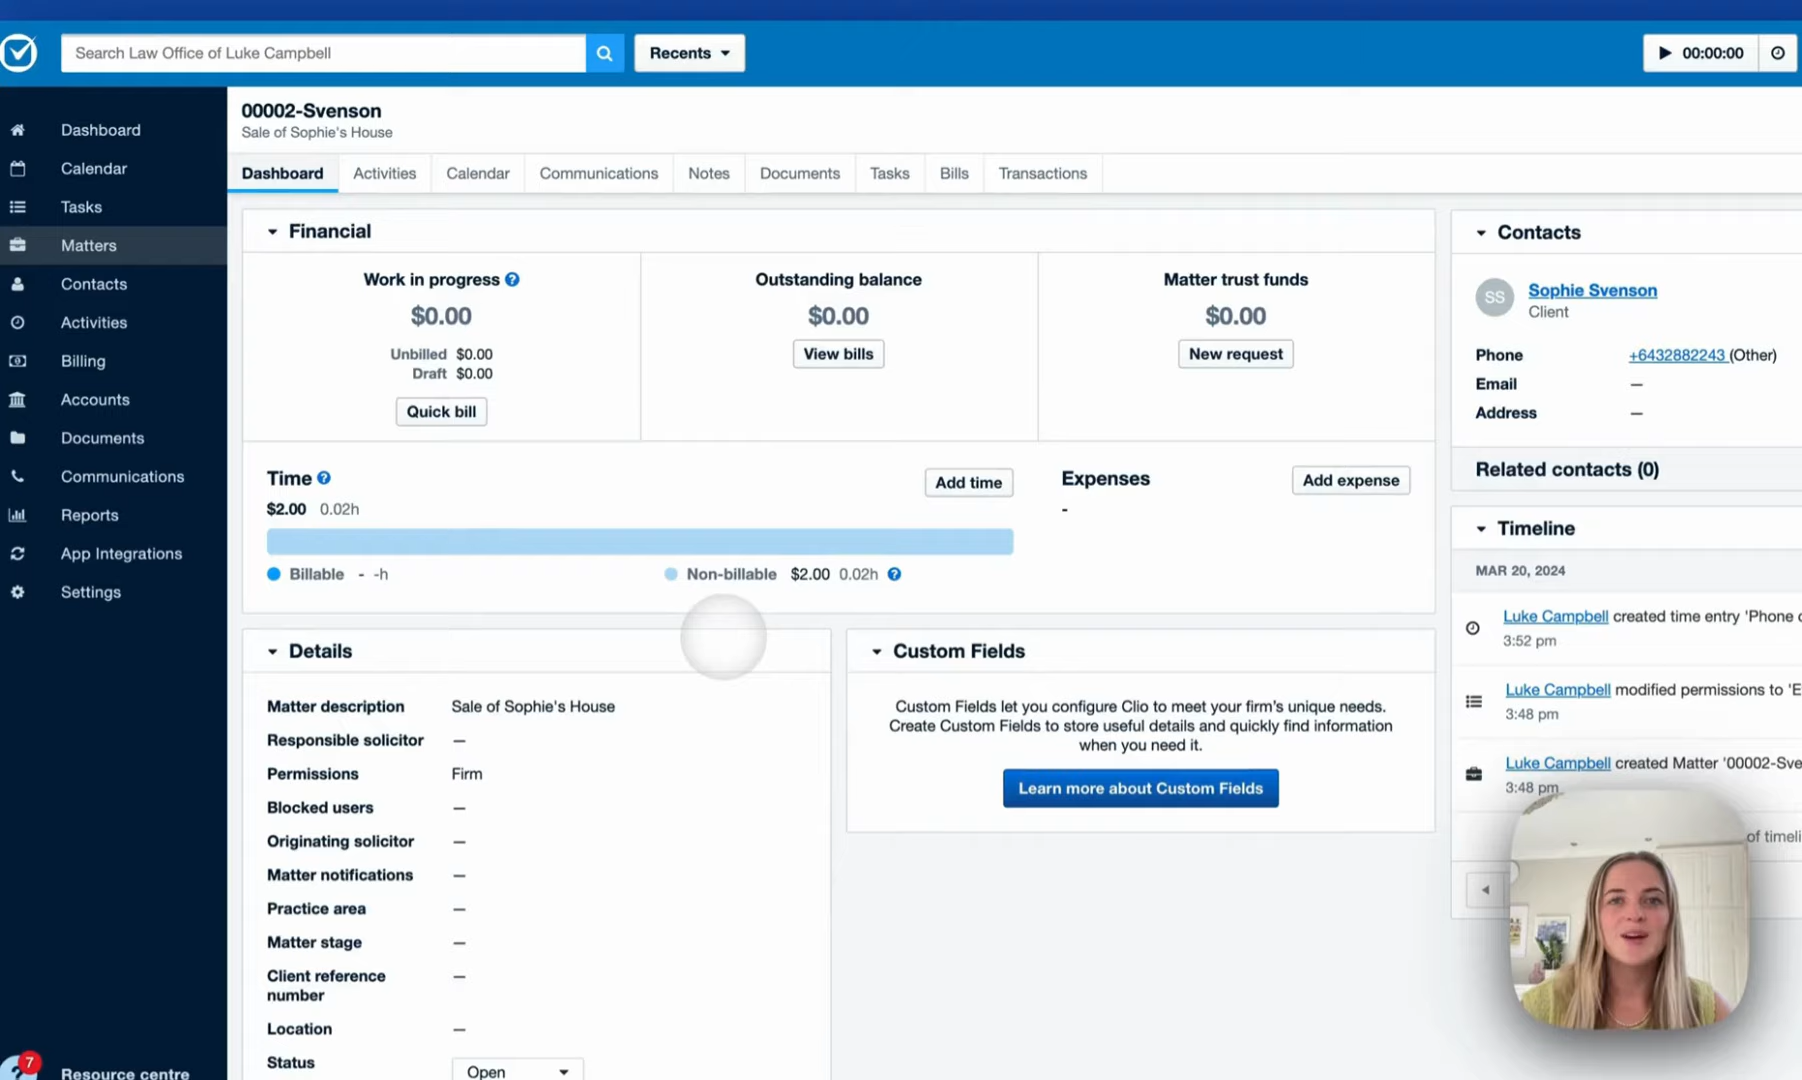 Search Law Office of Luke Campbell
Recents
00:00:00
Dashboard
Calendar
Tasks
Matters
Contacts
Activities
Billing
Accounts
Documents
Communications
Reports
App Integrations
Settings
7
Resource centre
00002-Svenson
Sale of Sophie's House
Dashboard Activities Calendar Communications Notes Documents Tasks Bills Transactions
Financial
Work in progress ?
$0.00
Unbilled $0.00
Draft $0.00
Quick bill
Outstanding balance
$0.00
View bills
Matter trust funds
$0.00
New request
Time ?
Add time
$2.00 0.02h
Billable - -h
Non-billable $2.00 0.02h ?
Expenses
Add expense
-
Details
Matter description Sale of Sophie's House
Responsible solicitor —
Permissions Firm
Blocked users —
Originating solicitor —
Matter notifications —
Practice area —
Matter stage —
Client reference
number —
Location —
Status Open
Custom Fields
Custom Fields let you configure Clio to meet your firm's unique needs.
Create Custom Fields to store useful details and quickly find information
when you need it.
Learn more about Custom Fields
Contacts
SS
Sophie Svenson
Client
Phone +6432882243 (Other)
Email —
Address —
Related contacts (0)
Timeline
MAR 20, 2024
Luke Campbell created time entry 'Phone
3:52 pm
Luke Campbell modified permissions to 'E
3:48 pm
Luke Campbell created Matter '00002-Sve
3:48 pm
of timeli